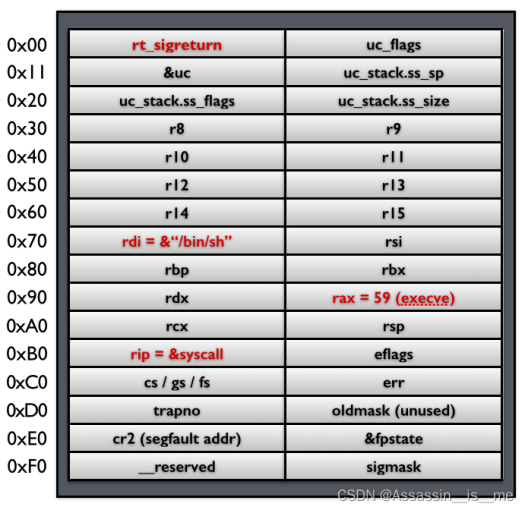 0x00 rt_sigreturn uc_flags
0x11 &uc uc_stack.ss_sp
0x20 uc_stack.ss_flags uc_stack.ss_size
0x30 r8 r9
0x40 r10 r11
0x50 r12 r13
0x60 r14 r15
0x70 rdi = &“/bin/sh” rsi
0x80 rbp rbx
0x90 rdx rax = 59 (execve)
0xA0 rcx rsp
0xB0 rip = &syscall eflags
0xC0 cs / gs / fs err
0xD0 trapno oldmask (unused)
0xE0 cr2 (segfault addr) &fpstate
0xF0 __reserved sigmask
CSDN @Assassin__is__me